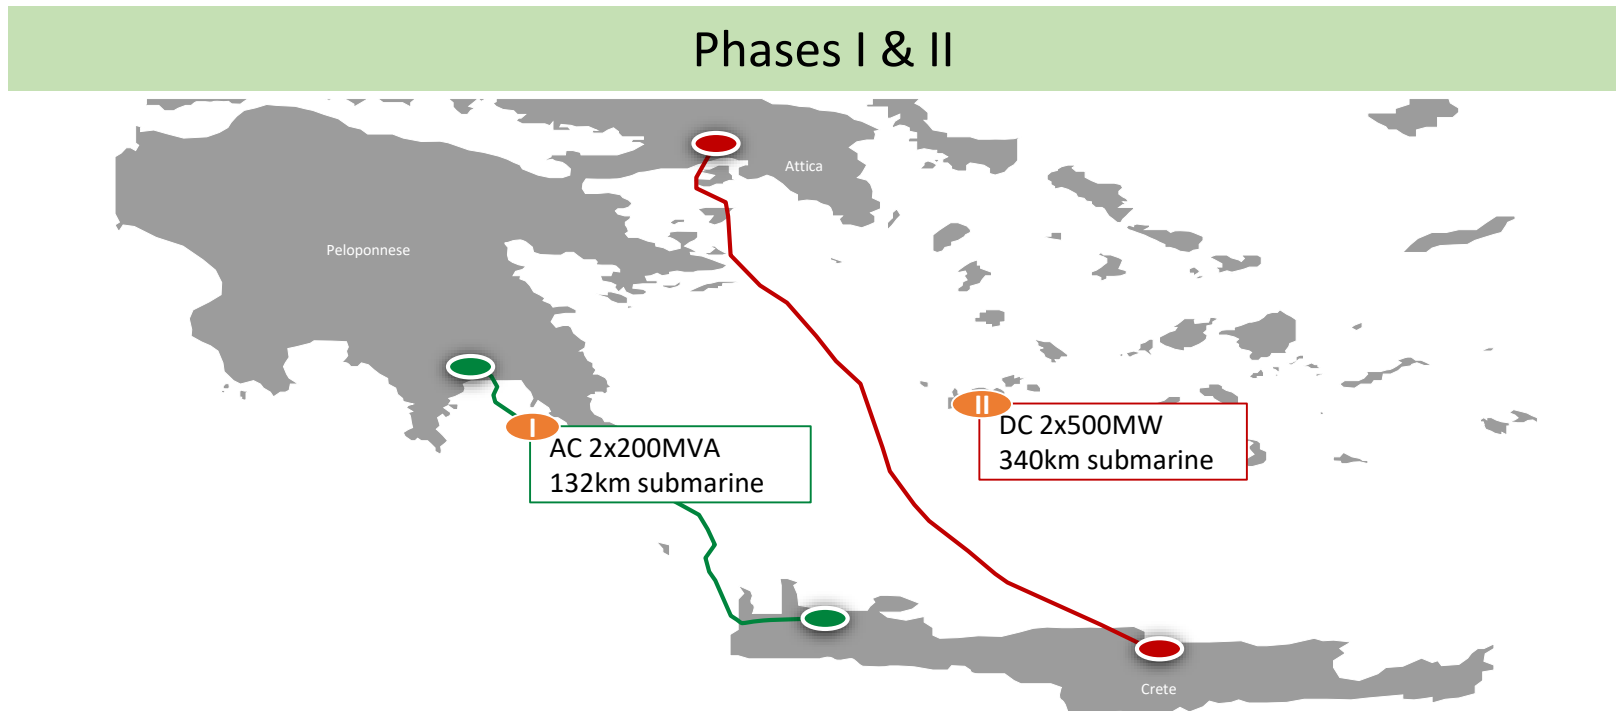 Phases I & II
Attica
Peloponnese
I
AC 2x200MVA
132km submarine
II
DC 2x500MW
340km submarine
Crete